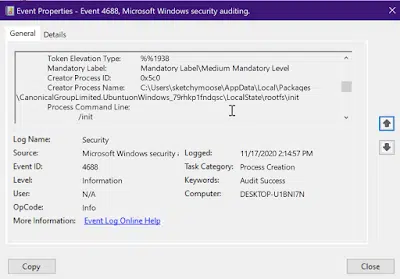 Event Properties - Event 4688, Microsoft Windows security auditing.
General Details
Token Elevation Type: %%1938
Mandatory Label: Mandatory Label\Medium Mandatory Level
Creator Process ID: 0x5c0
Creator Process Name: C:\Users\sketchymoose\AppData\Local\Packages
\CanonicalGroupLimited.UbuntuonWindows_79rhkp1fndgsc\LocalState\rootfs\init
Process Command Line:
/init
Log Name: Security
Source: Microsoft Windows security Logged: 11/17/2020 2:14:57 PM
Event ID: 4688 Task Category: Process Creation
Level: Information Keywords: Audit Success
User: N/A Computer: DESKTOP-U1BNI7N
OpCode: Info
More Information: Event Log Online Help
Copy Close